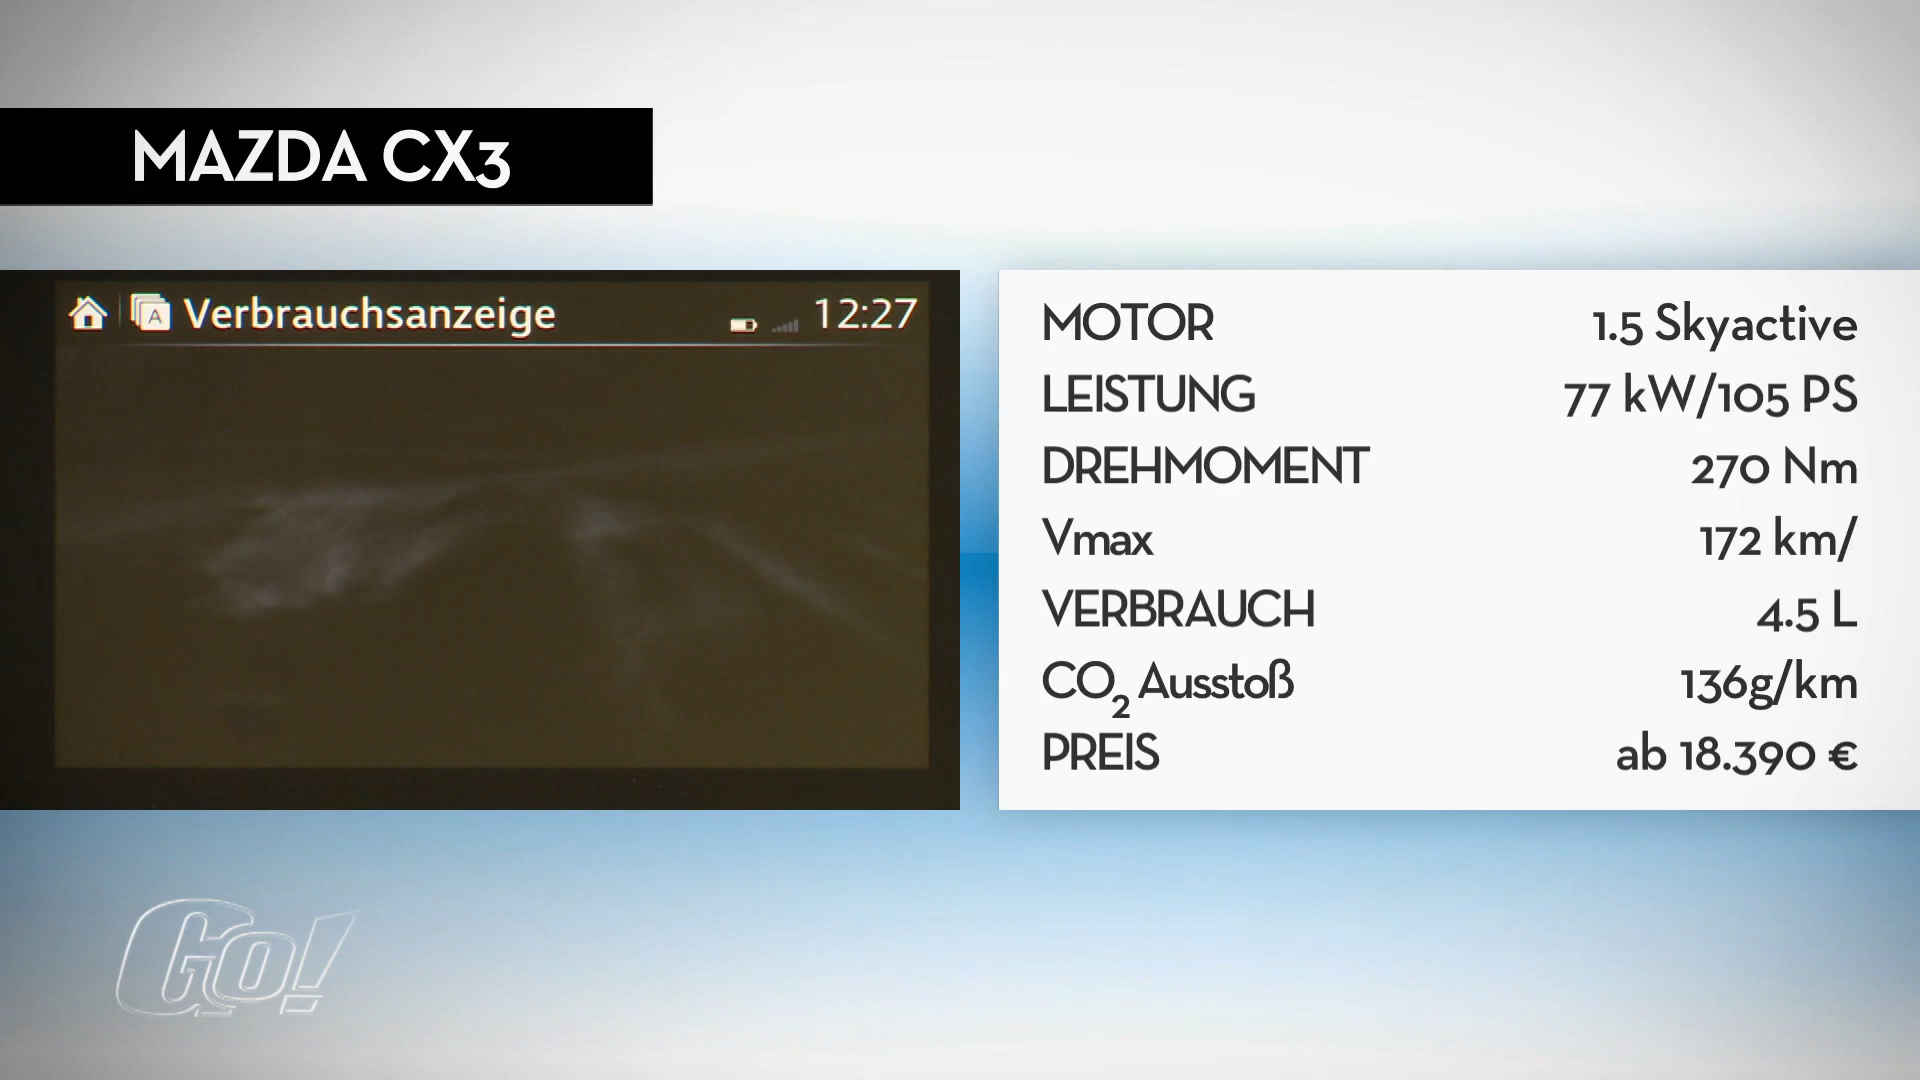 MAZDA CX3
A Verbrauchsanzeige 12:27
MOTOR 1.5 Skyactive
LEISTUNG 77 kW/105 PS
DREHMOMENT 270 Nm
Vmax 172 km/
VERBRAUCH 4.5 L
CO₂ Ausstoß 136g/km
PREIS ab 18.390 €
Go!